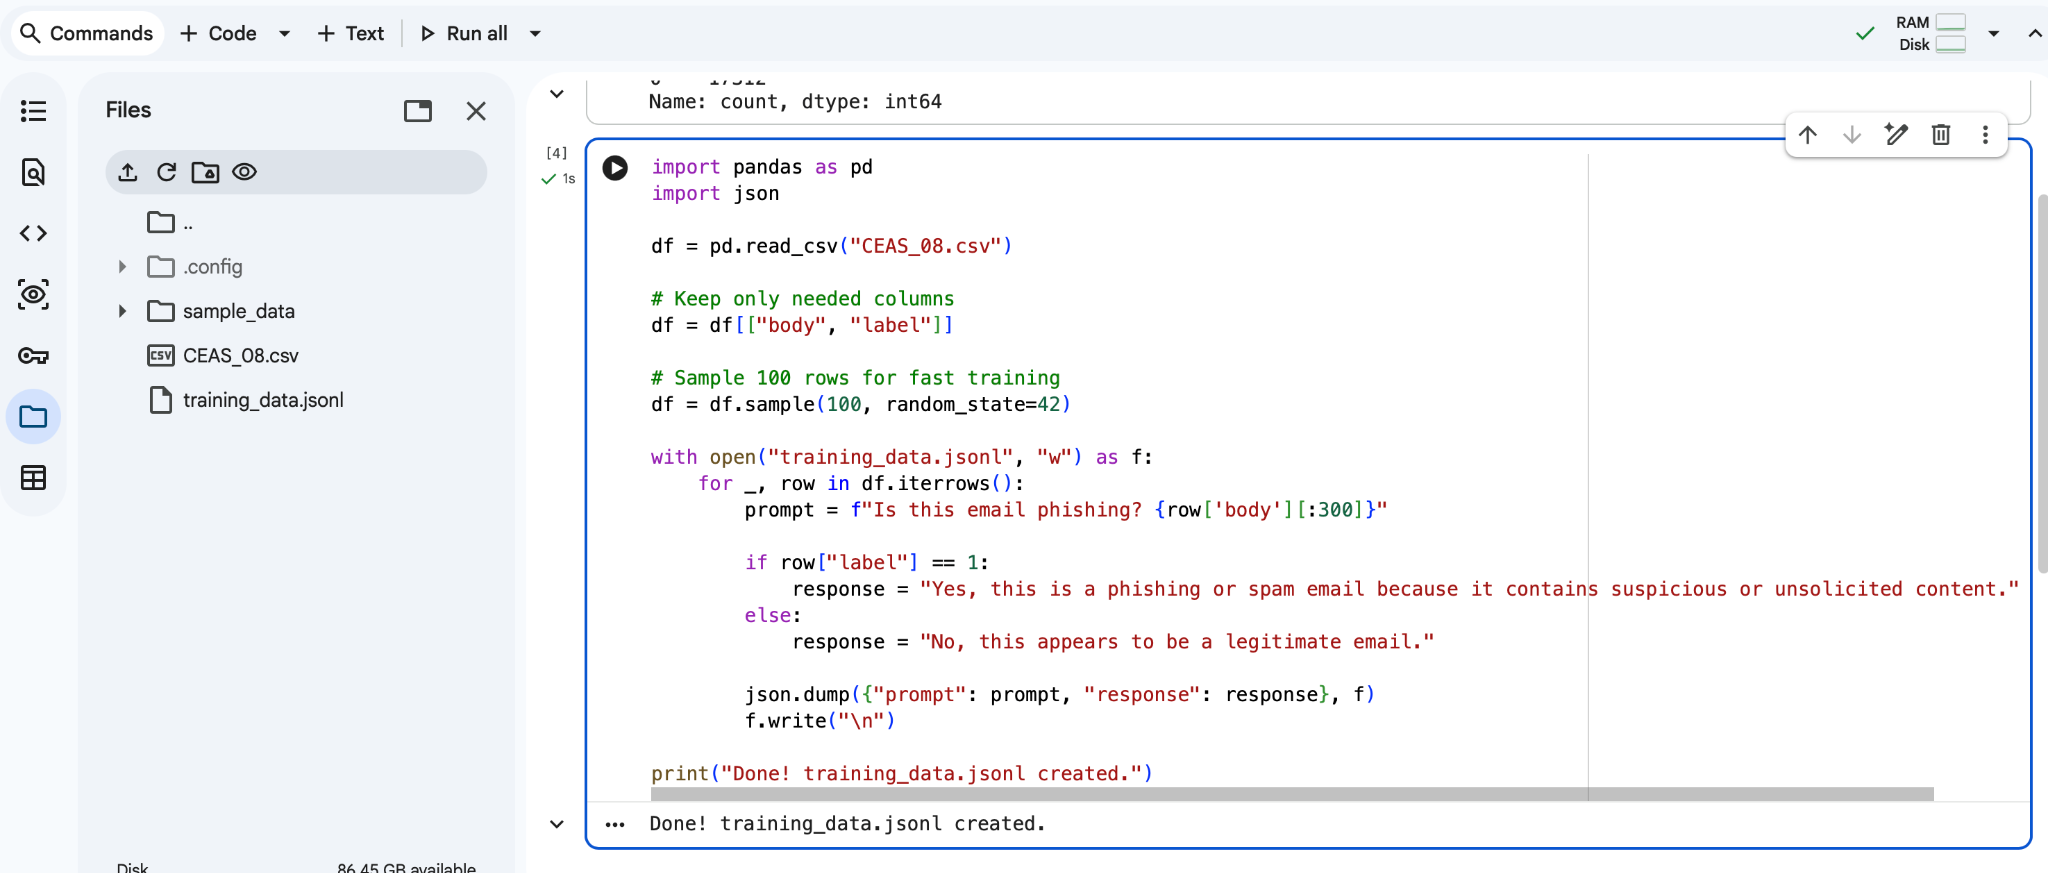 Commands
+ Code
+ Text
Run all
RAM
Disk
Files
..
.config
sample_data
CEAS_08.csv
training_data.jsonl
Disk
86.45 GB available
Name: count, dtype: int64
[4]
1s
import pandas as pd
import json
df = pd.read_csv("CEAS_08.csv")
# Keep only needed columns
df = df[["body", "label"]]
# Sample 100 rows for fast training
df = df.sample(100, random_state=42)
with open("training_data.jsonl", "w") as f:
    for _, row in df.iterrows():
        prompt = f"Is this email phishing? {row['body'][:300]}"
        if row["label"] == 1:
            response = "Yes, this is a phishing or spam email because it contains suspicious or unsolicited content."
        else:
            response = "No, this appears to be a legitimate email."
        json.dump({"prompt": prompt, "response": response}, f)
        f.write("\n")
print("Done! training_data.jsonl created.")
Done! training_data.jsonl created.